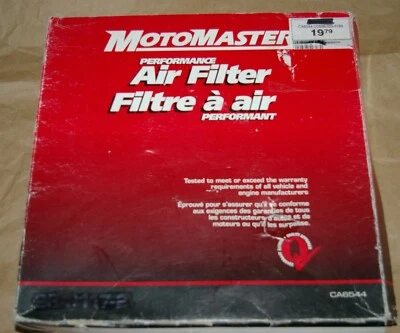 MOTOMASTER
19.79
PERFORMANCE
Air Filter
Filtre à air
PERFORMANT
Tested to meet or exceed the warranty
requirements of all vehicle and
engine manufacturers
Éprouvé pour s'assurer qu'il se conforme
aux exigences des garanties de tous
les constructeurs d'autos et de
moteurs ou qu'il les surpasse.
CA6544